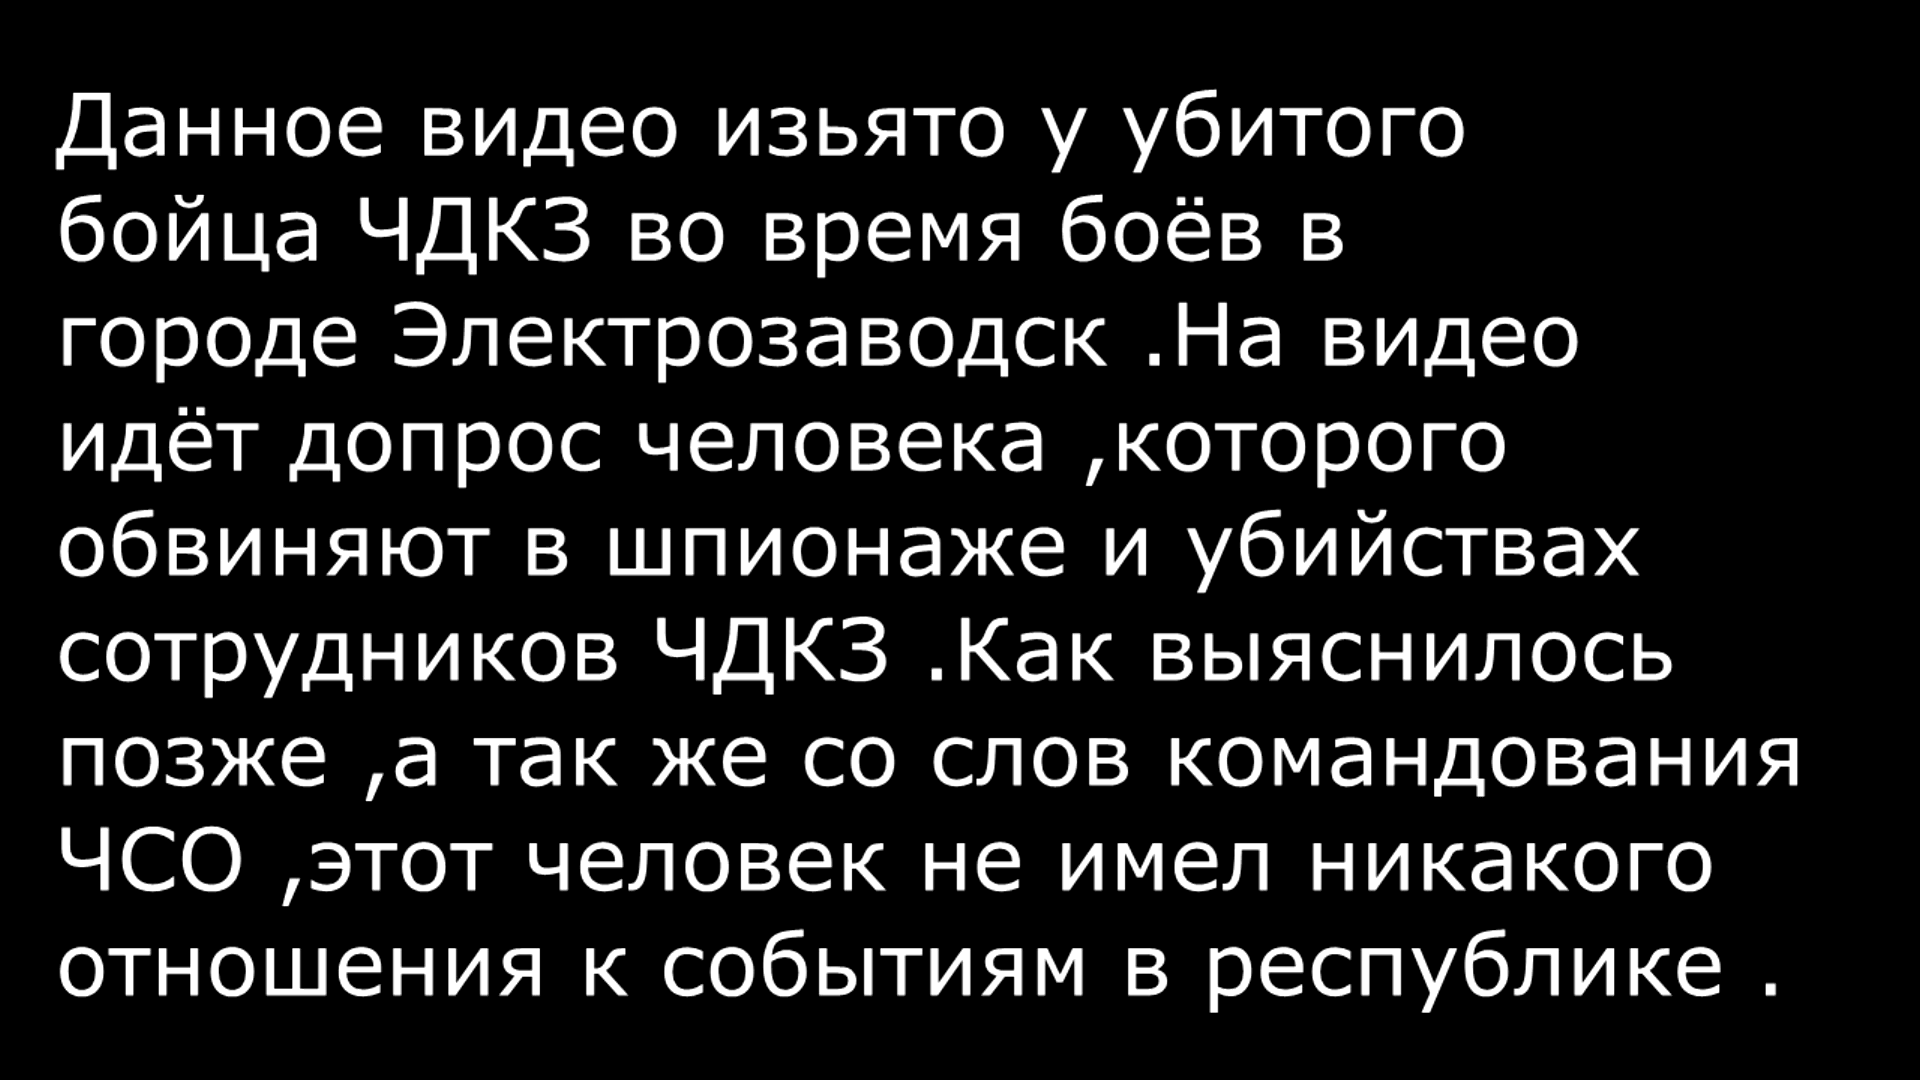 Данное видео изьято у убитого
бойца ЧДКЗ во время боёв в
городе Электрозаводск .На видео
идёт допрос человека ,которого
обвиняют в шпионаже и убийствах
сотрудников ЧДКЗ .Как выяснилось
позже ,а так же со слов командования
ЧСО ,этот человек не имел никакого
отношения к событиям в республике .